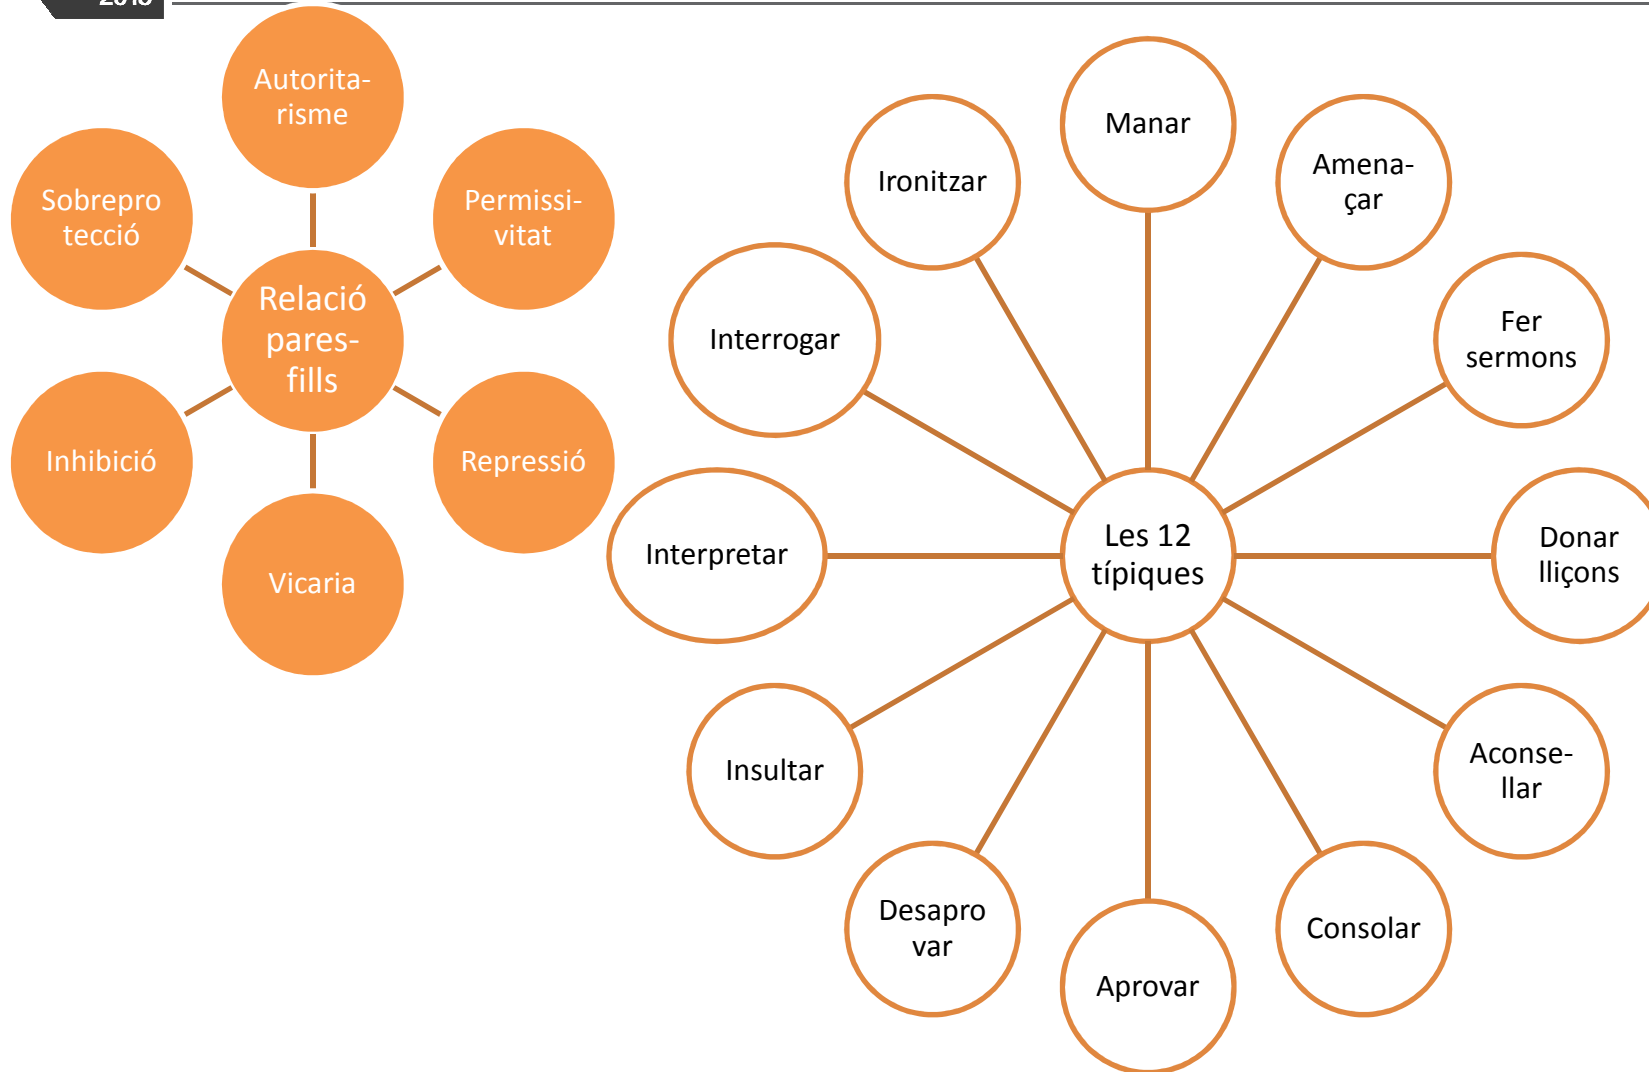 Autorita-
risme
Permissi-
vitat
Repressió
Vicaria
Inhibició
Sobrepro
tecció
Relació
pares-
fills
Manar
Amena-
çar
Fer
sermons
Donar
lliçons
Aconse-
llar
Consolar
Aprovar
Desapro
var
Insultar
Interpretar
Interrogar
Ironitzar
Les 12
típiques